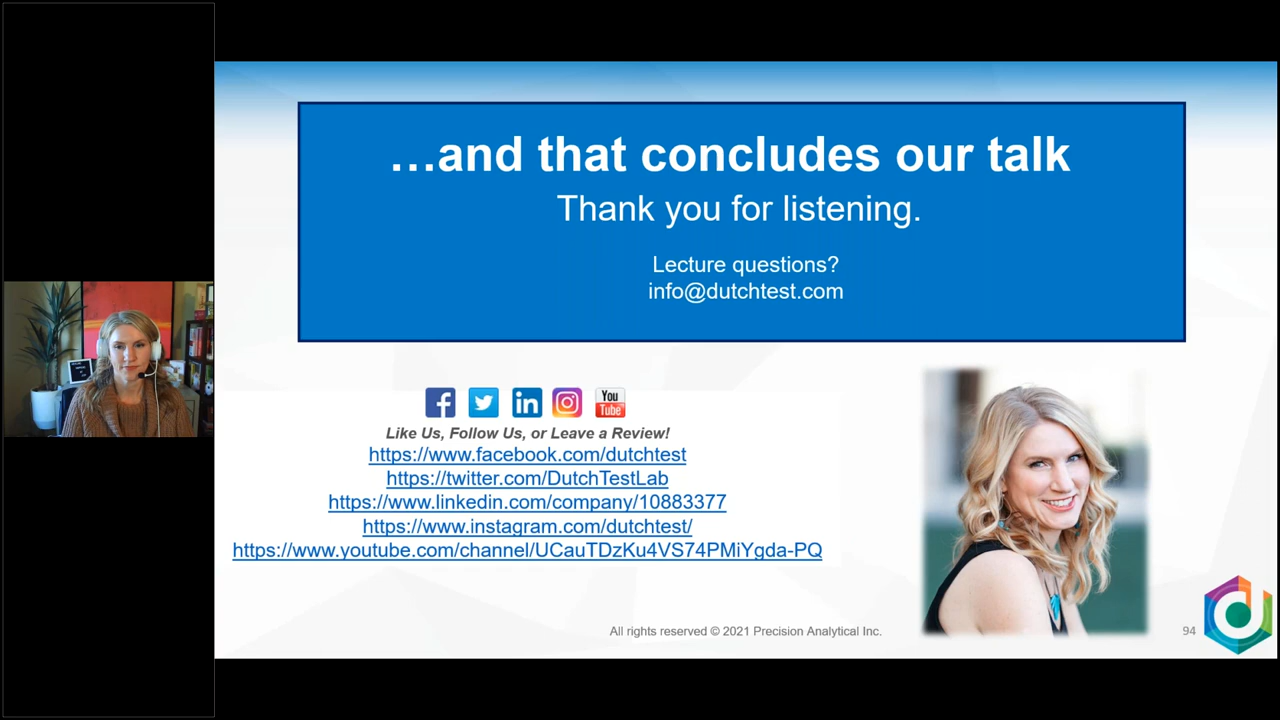 …and that concludes our talk
Thank you for listening.
Lecture questions?
info@dutchtest.com
You
Tube
Like Us, Follow Us, or Leave a Review!
https://www.facebook.com/dutchtest
https://twitter.com/DutchTestLab
https://www.linkedin.com/company/10883377
https://www.instagram.com/dutchtest/
https://www.youtube.com/channel/UCauTDzKu4VS74PMiYgda-PQ
All rights reserved © 2021 Precision Analytical Inc.
94